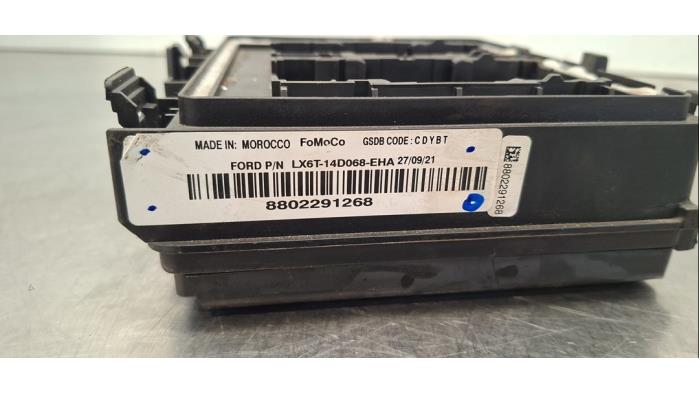 MADE IN: MOROCCO FoMoCo GSDB CODE: CDYBT
FORD P/N LX6T-14D068-EHA 27/09/21
8802291268
8802291268